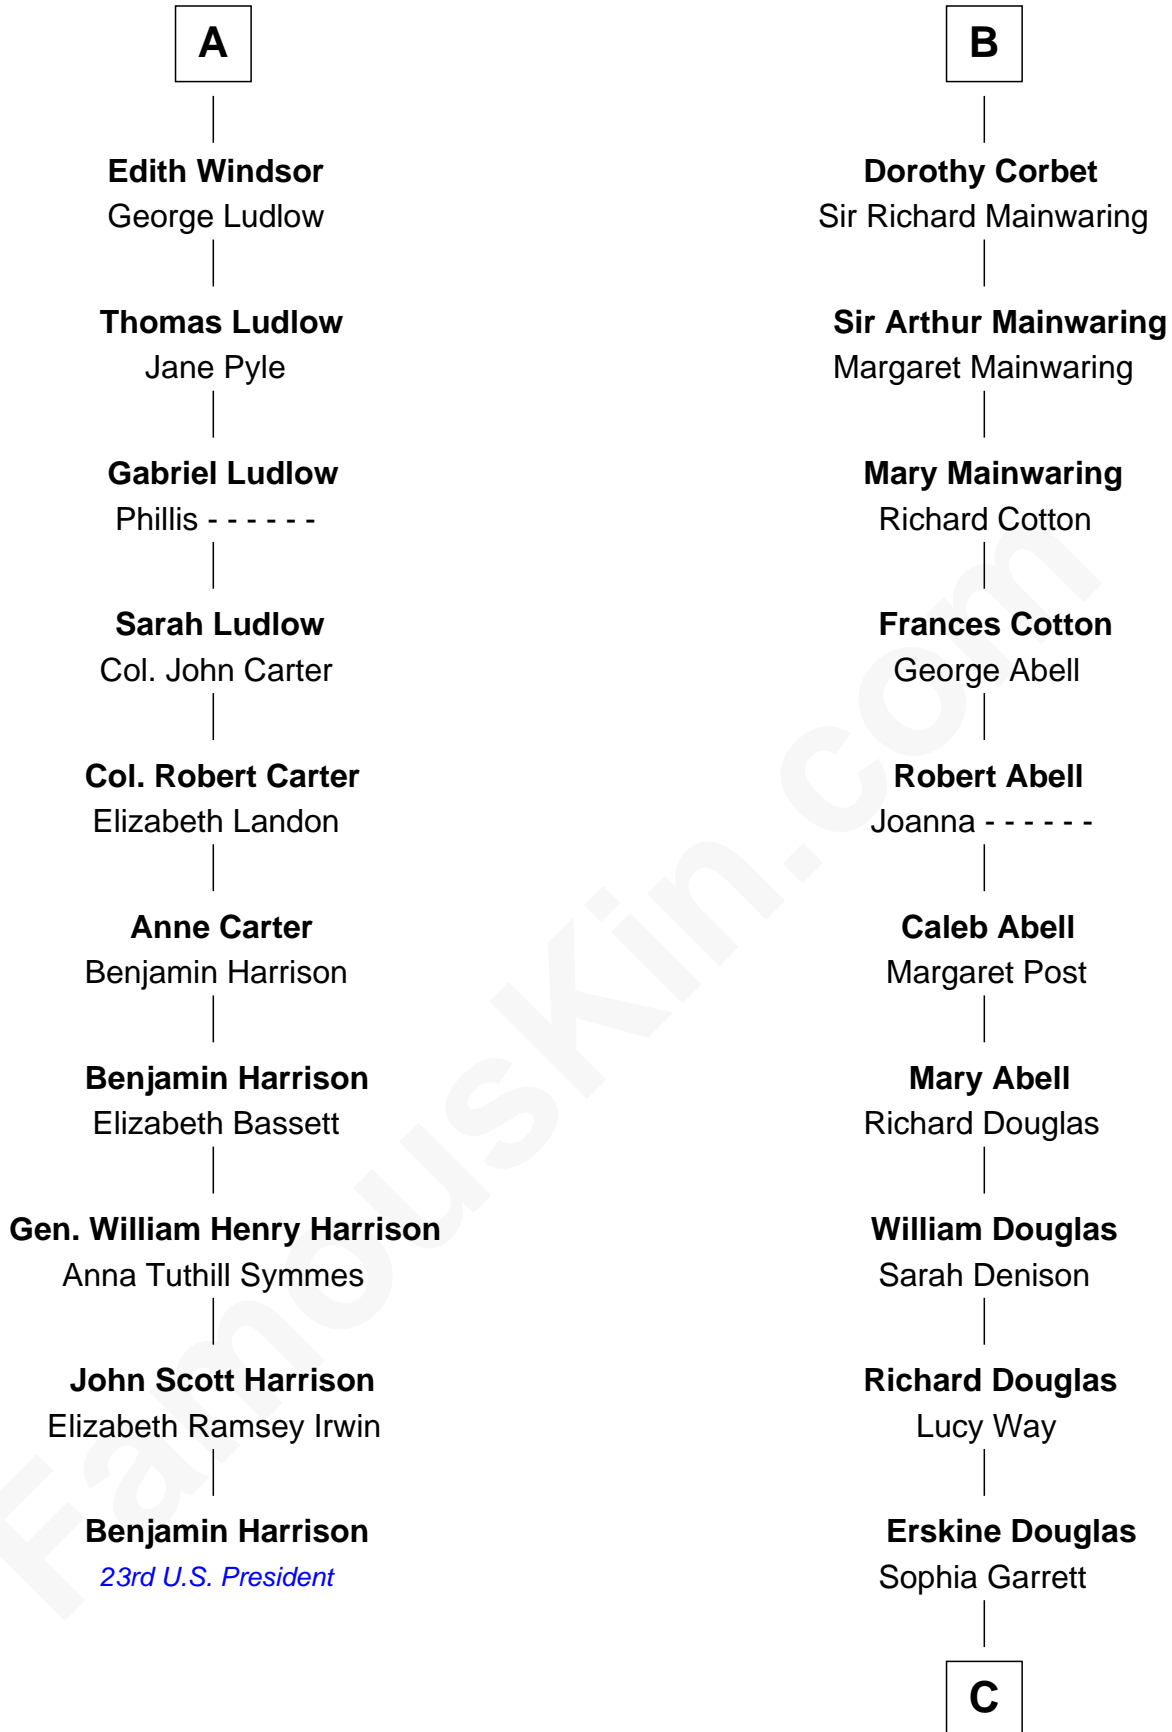 A
Edith Windsor
George Ludlow
Thomas Ludlow
Jane Pyle
Gabriel Ludlow
Phillis - - - - - -
Sarah Ludlow
Col. John Carter
Col. Robert Carter
Elizabeth Landon
Anne Carter
Benjamin Harrison
Benjamin Harrison
Elizabeth Bassett
Gen. William Henry Harrison
Anna Tuthill Symmes
John Scott Harrison
Elizabeth Ramsey Irwin
Benjamin Harrison
23rd U.S. President
B
Dorothy Corbet
Sir Richard Mainwaring
Sir Arthur Mainwaring
Margaret Mainwaring
Mary Mainwaring
Richard Cotton
Frances Cotton
George Abell
Robert Abell
Joanna - - - - - -
Caleb Abell
Margaret Post
Mary Abell
Richard Douglas
William Douglas
Sarah Denison
Richard Douglas
Lucy Way
Erskine Douglas
Sophia Garrett
C
FamousKin.com